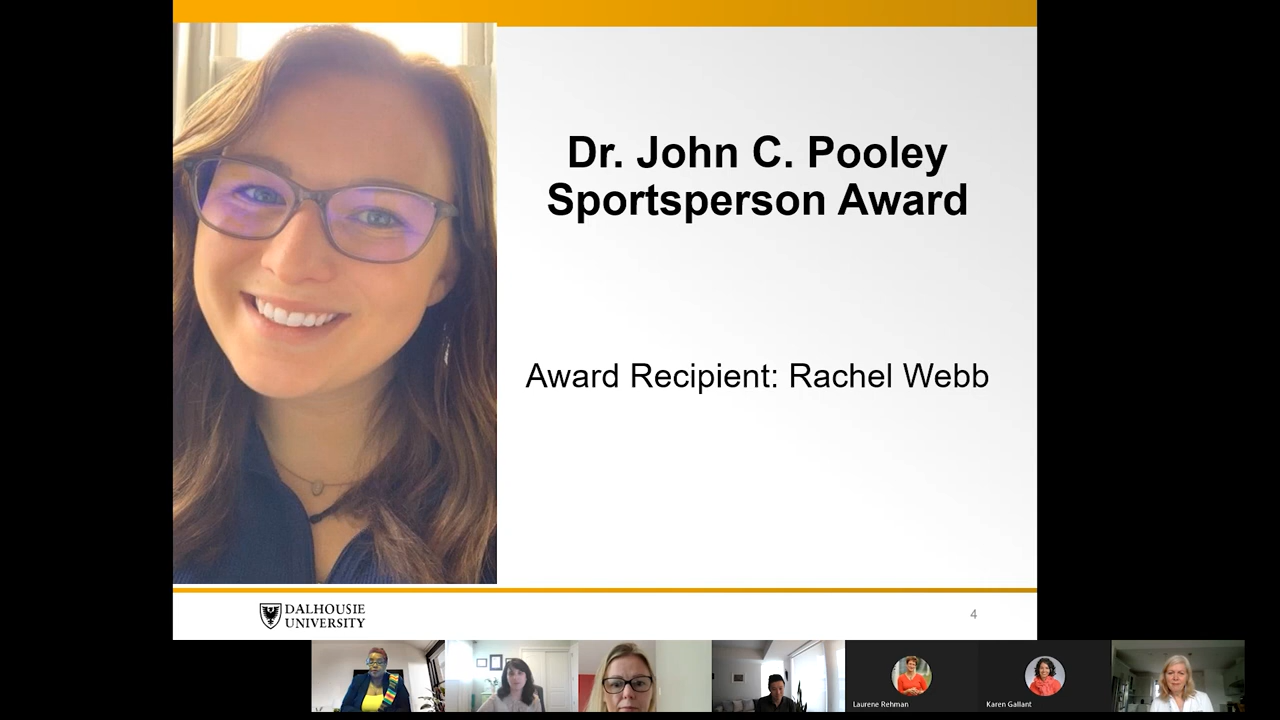 Dr. John C. Pooley
Sportsperson Award
Award Recipient: Rachel Webb
DALHOUSIE
UNIVERSITY
4
Laurene Rehman
Karen Gallant